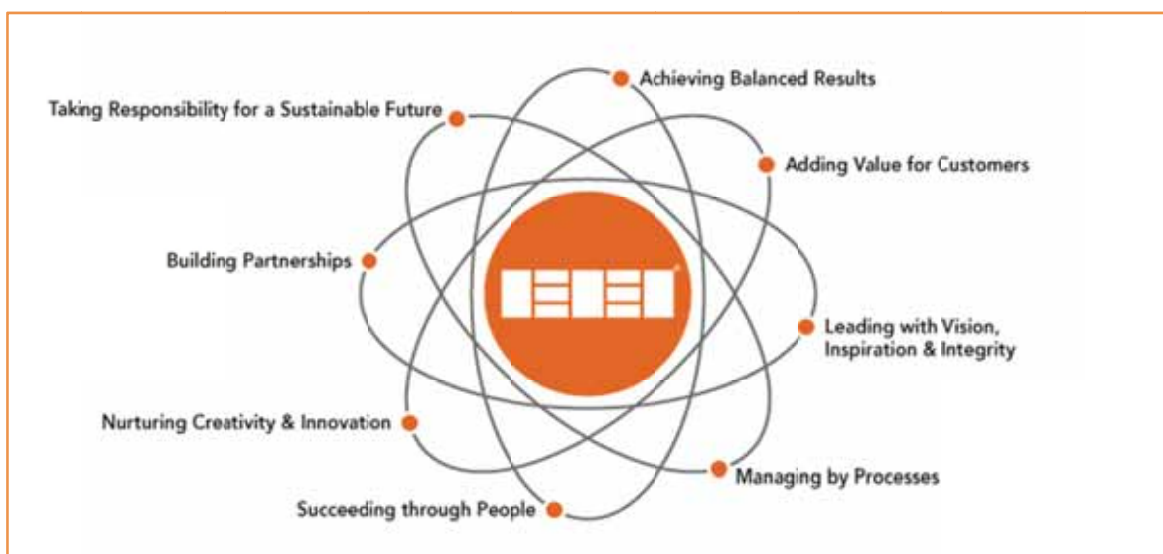 Achieving Balanced Results
Taking Responsibility for a Sustainable Future
Adding Value for Customers
Building Partnerships
Leading with Vision,
Inspiration & Integrity
Nurturing Creativity & Innovation
Managing by Processes
Succeeding through People